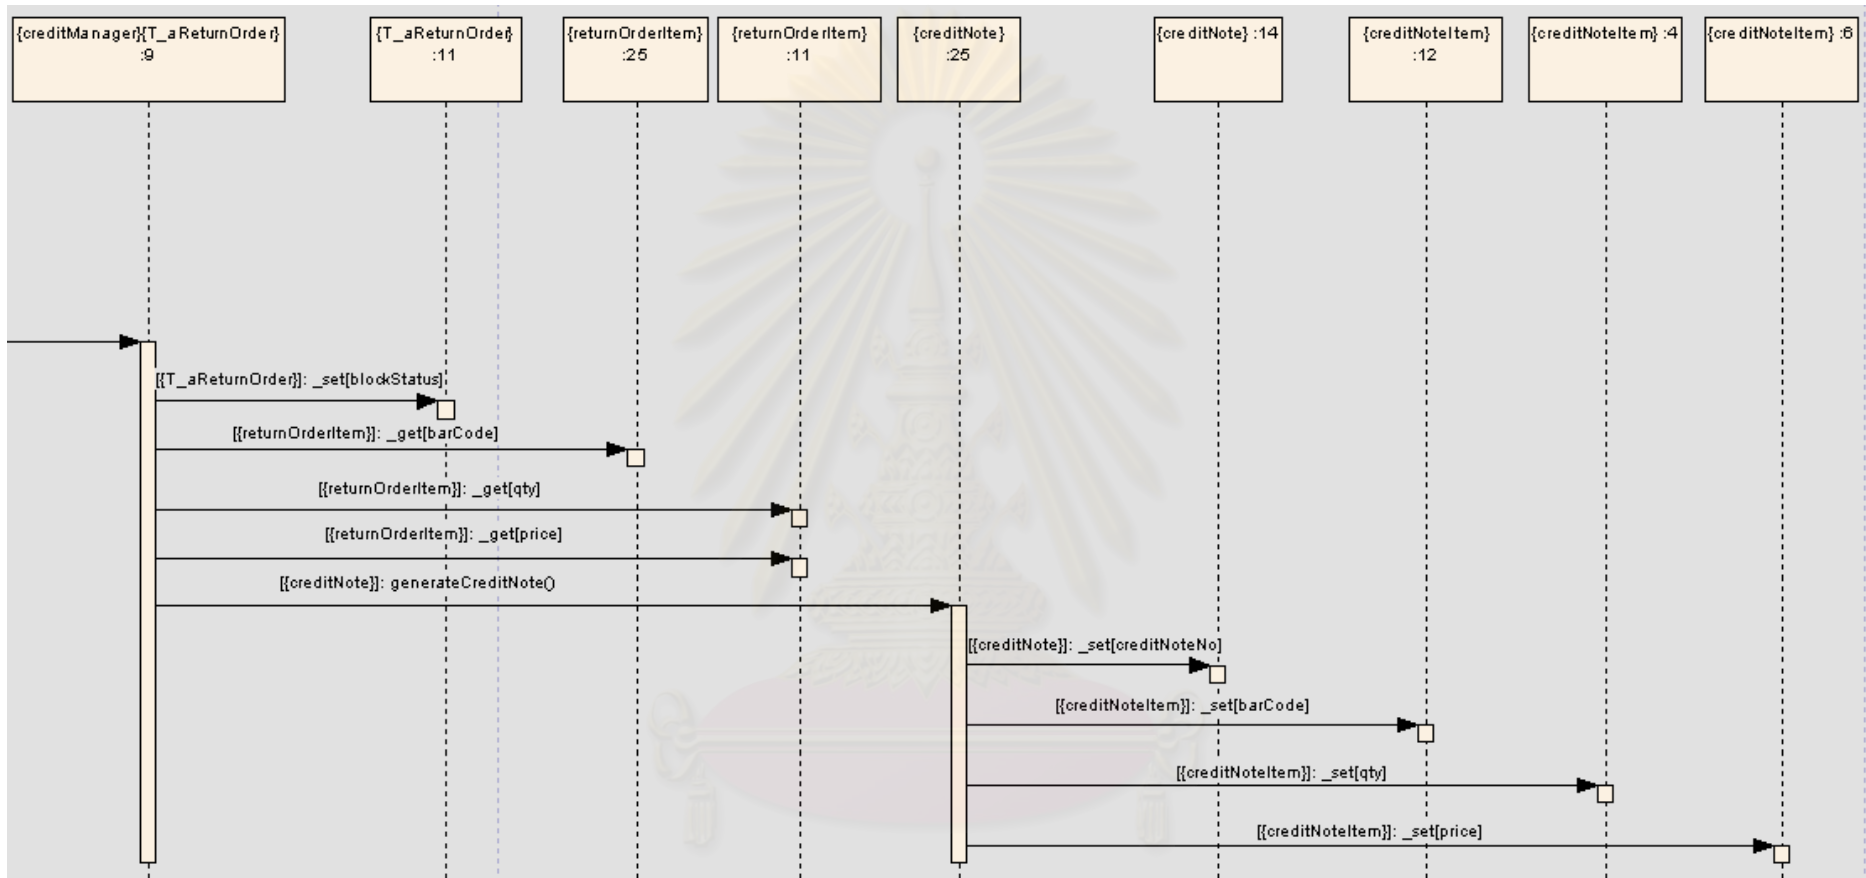 {creditManager}{T_aReturnOrder}
:9
{T_aReturnOrder}
:11
{returnOrderItem}
:25
{returnOrderItem}
:11
{creditNote}
:25
{creditNote} :14
{creditNoteItem}
:12
{creditNoteItem} :4
{creditNoteItem} :6
[{T_aReturnOrder}]: _set[blockStatus]
[{returnOrderItem}]: _get[barCode]
[{returnOrderItem}]: _get[qty]
[{returnOrderItem}]: _get[price]
[{creditNote}]: generateCreditNote()
[{creditNote}]: _set[creditNoteNo]
[{creditNoteItem}]: _set[barCode]
[{creditNoteItem}]: _set[qty]
[{creditNoteItem}]: _set[price]